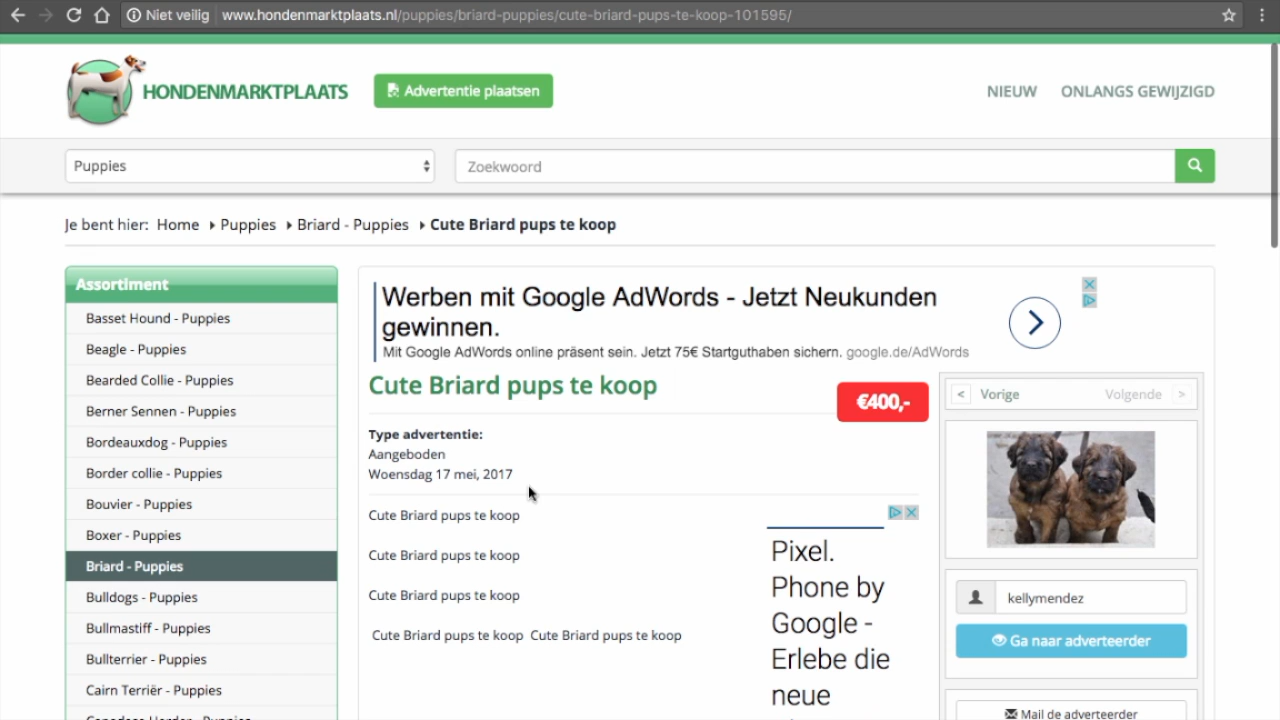 Niet veilig www.hondenmarktplaats.nl/puppies/briard-puppies/cute-briard-pups-te-koop-101595/
HONDENMARKTPLAATS
Advertentie plaatsen
NIEUW ONLANGS GEWIJZIGD
Puppies
Zoekwoord
Je bent hier: Home Puppies Briard - Puppies Cute Briard pups te koop
Assortiment
Basset Hound - Puppies
Beagle - Puppies
Bearded Collie - Puppies
Berner Sennen - Puppies
Bordeauxdog - Puppies
Border collie - Puppies
Bouvier - Puppies
Boxer - Puppies
Briard - Puppies
Bulldogs - Puppies
Bullmastiff - Puppies
Bullterrier - Puppies
Cairn Terriër - Puppies
Werben mit Google AdWords - Jetzt Neukunden
gewinnen.
Mit Google AdWords online präsent sein. Jetzt 75€ Startguthaben sichern. google.de/AdWords
Cute Briard pups te koop
€400,-
Type advertentie:
Aangeboden
Woensdag 17 mei, 2017
Cute Briard pups te koop
Cute Briard pups te koop
Cute Briard pups te koop
Cute Briard pups te koop Cute Briard pups te koop
Pixel.
Phone by
Google -
Erlebe die
neue
< Vorige Volgende >
kellymendez
Ga naar adverteerder
Mail de adverteerder